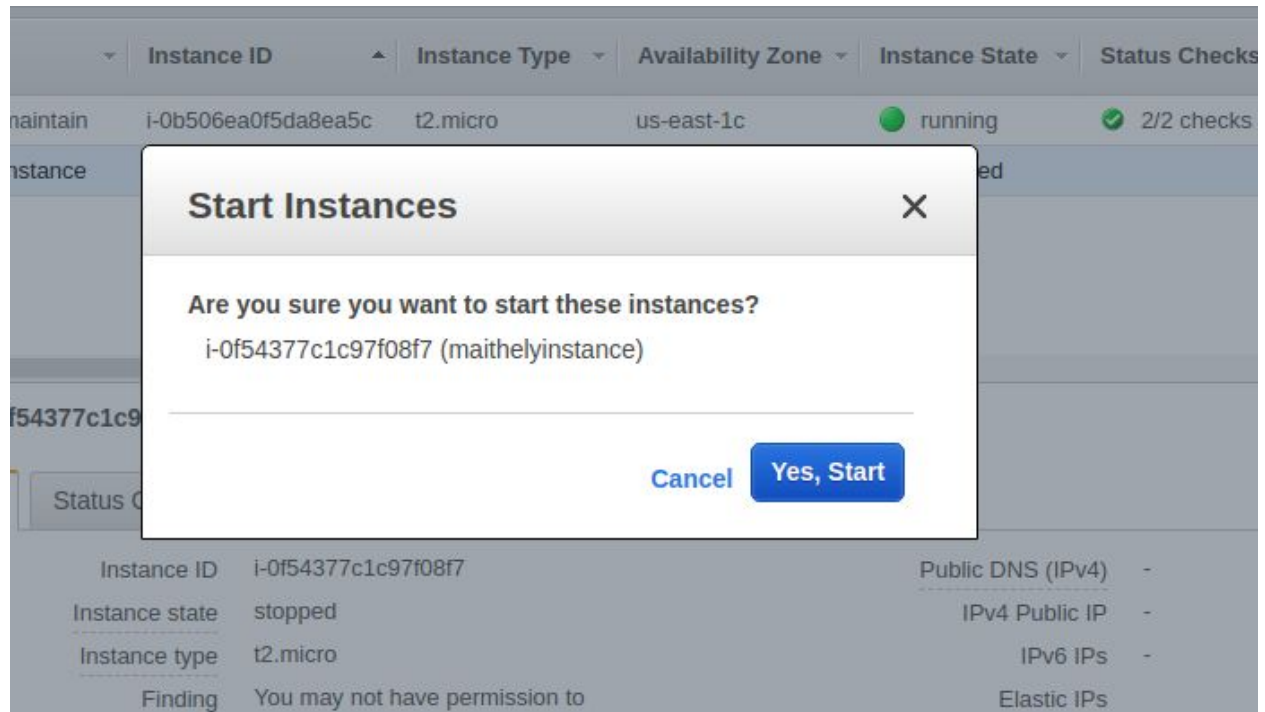 Instance ID Instance Type Availability Zone Instance State Status Checks
naintain i-0b506ea0f5da8ea5c t2.micro us-east-1c running 2/2 checks
nstance ed
Start Instances
Are you sure you want to start these instances?
i-0f54377c1c97f08f7 (maithelyinstance)
Cancel Yes, Start
f54377c1c9
Status C
Instance ID i-0f54377c1c97f08f7 Public DNS (IPv4) -
Instance state stopped IPv4 Public IP -
Instance type t2.micro IPv6 IPs -
Finding You may not have permission to Elastic IPs